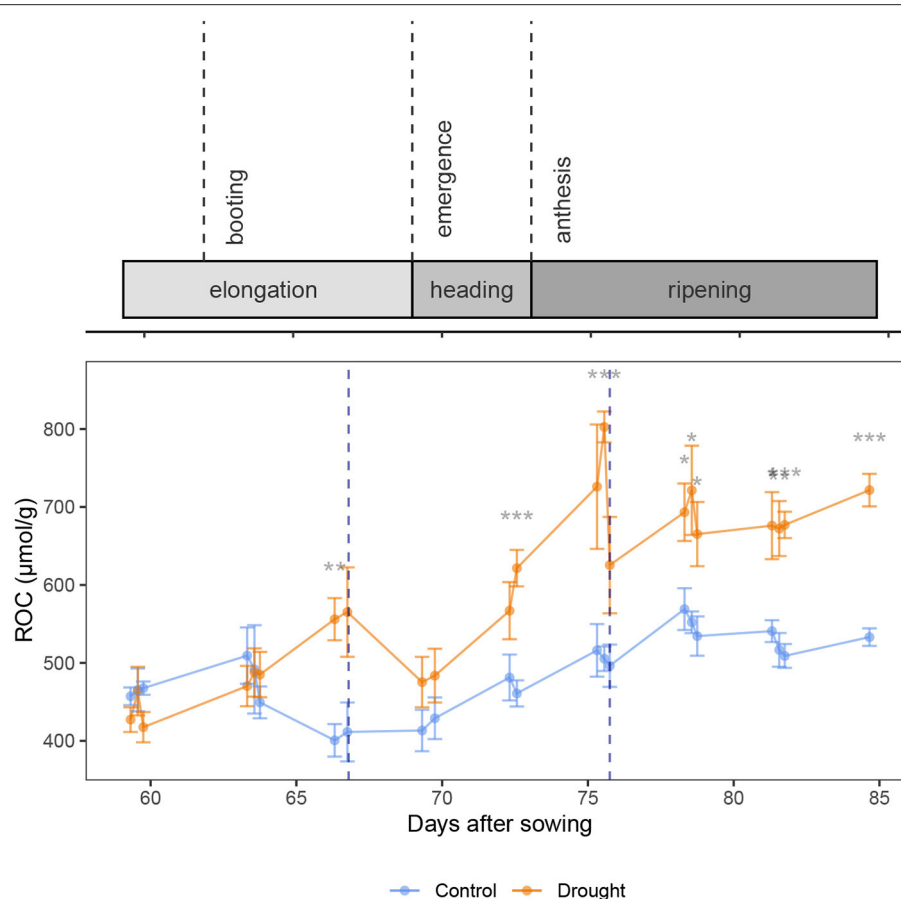 booting
emergence
anthesis
elongation
heading
ripening
ROC (µmol/g)
800
700
600
500
400
***
*
*
*
***
***
**
60
65
70
75
80
85
Days after sowing
Control
Drought